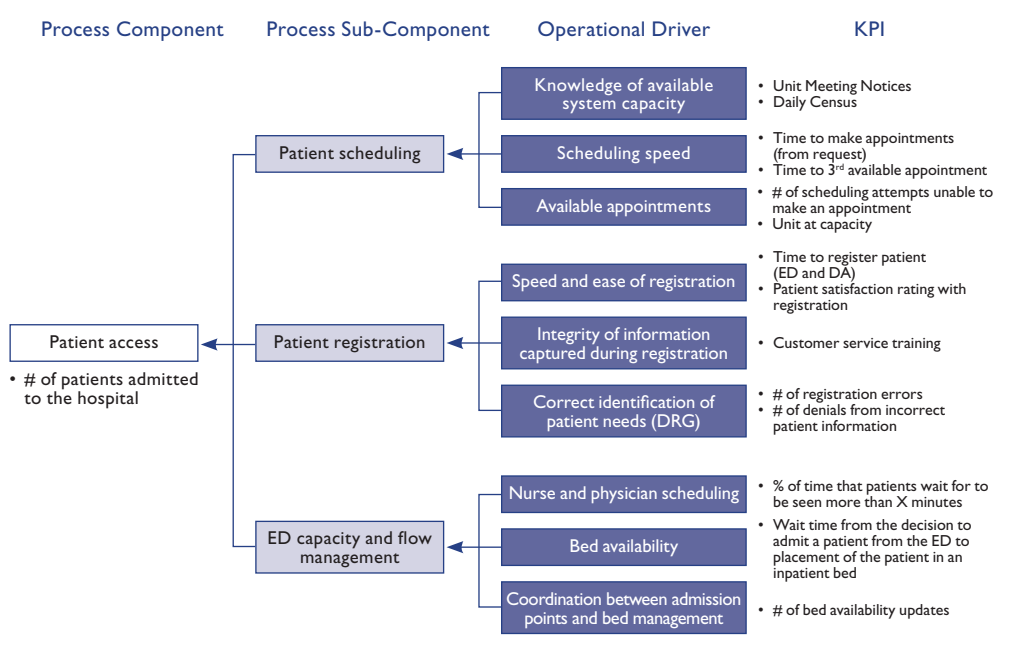 Process Component
Process Sub-Component
Operational Driver
KPI
Patient access
• # of patients admitted
to the hospital
Patient scheduling
Knowledge of available
system capacity
• Unit Meeting Notices
• Daily Census
Scheduling speed
• Time to make appointments
(from request)
• Time to 3rd available appointment
Available appointments
• # of scheduling attempts unable to
make an appointment
• Unit at capacity
Patient registration
Speed and ease of registration
• Time to register patient
(ED and DA)
• Patient satisfaction rating with
registration
Integrity of information
captured during registration
• Customer service training
Correct identification of
patient needs (DRG)
• # of registration errors
• # of denials from incorrect
patient information
ED capacity and flow
management
Nurse and physician scheduling
• % of time that patients wait for to
be seen more than X minutes
Bed availability
• Wait time from the decision to
admit a patient from the ED to
placement of the patient in an
inpatient bed
Coordination between admission
points and bed management
• # of bed availability updates